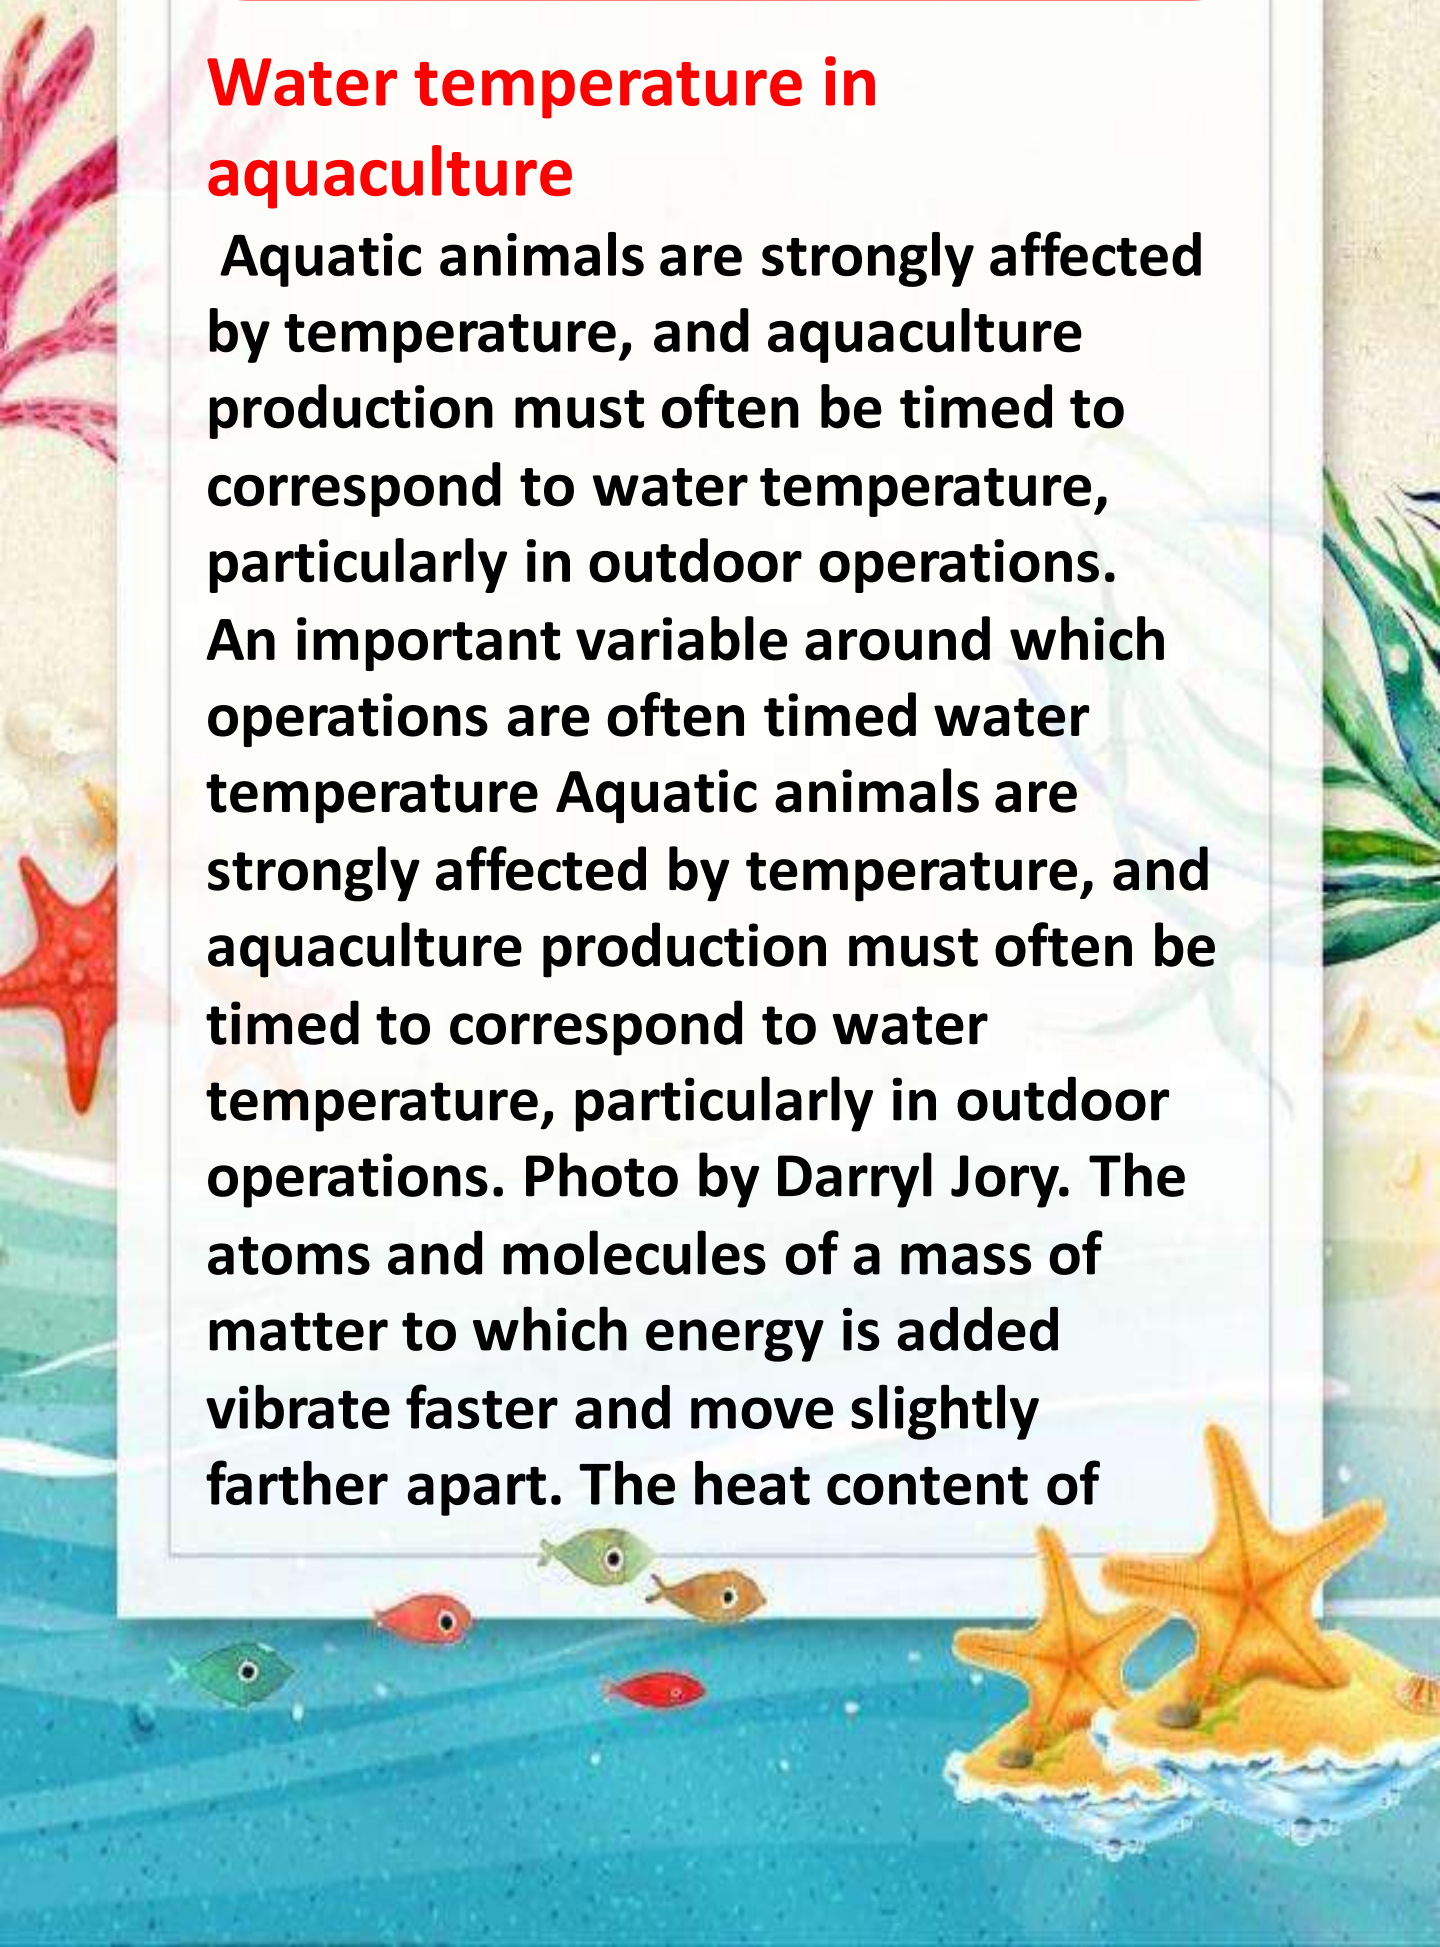 Water temperature in
aquaculture
Aquatic animals are strongly affected
by temperature, and aquaculture
production must often be timed to
correspond to water temperature,
particularly in outdoor operations.
An important variable around which
operations are often timed water
temperature Aquatic animals are
strongly affected by temperature, and
aquaculture production must often be
timed to correspond to water
temperature, particularly in outdoor
operations. Photo by Darryl Jory. The
atoms and molecules of a mass of
matter to which energy is added
vibrate faster and move slightly
farther apart. The heat content of